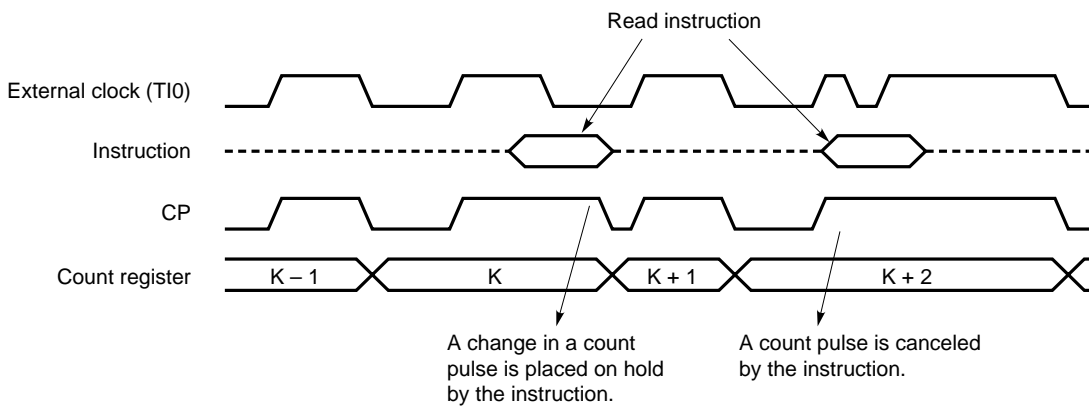 Read instruction
External clock (TI0)
Instruction
CP
Count register
K – 1
K
K + 1
K + 2
A change in a count
pulse is placed on hold
by the instruction.
A count pulse is canceled
by the instruction.